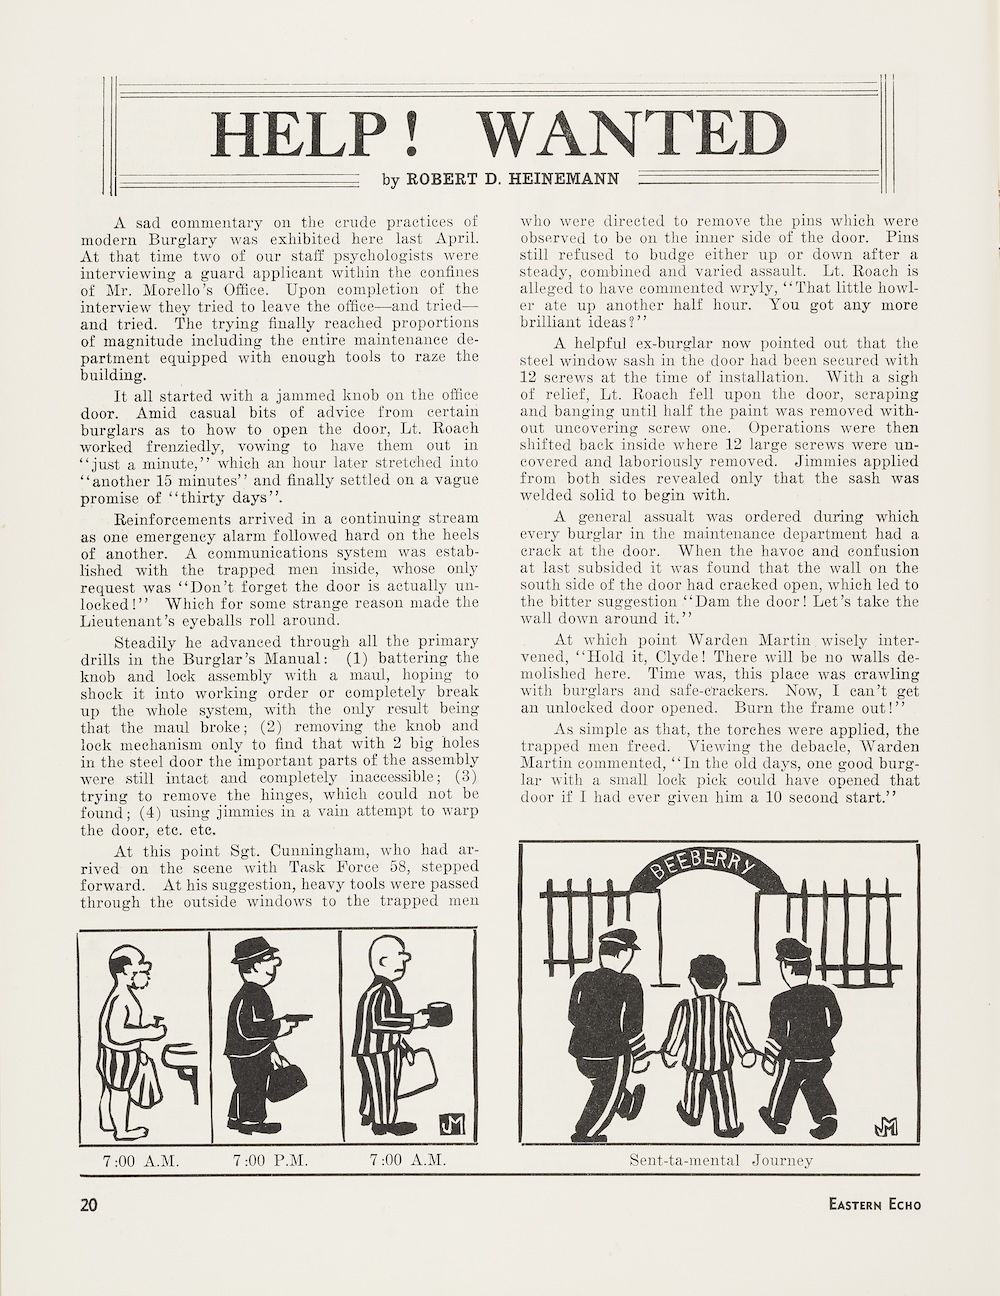 HELP! WANTED
by ROBERT D. HEINEMANN
A sad commentary on the crude practices of
modern Burglary was exhibited here last April.
At that time two of our staff psychologists were
interviewing a guard applicant within the confines
of Mr. Morello's Office. Upon completion of the
interview they tried to leave the office—and tried—
and tried. The trying finally reached proportions
of magnitude including the entire maintenance de-
partment equipped with enough tools to raze the
building.
It all started with a jammed knob on the office
door. Amid casual bits of advice from certain
burglars as to how to open the door, Lt. Roach
worked frenziedly, vowing to have them out in
"just a minute," which an hour later stretched into
"another 15 minutes" and finally settled on a vague
promise of "thirty days".
Reinforcements arrived in a continuing stream
as one emergency alarm followed hard on the heels
of another. A communications system was estab-
lished with the trapped men inside, whose only
request was "Don't forget the door is actually un-
locked!" Which for some strange reason made the
Lieutenant's eyeballs roll around.
Steadily he advanced through all the primary
drills in the Burglar's Manual: (1) battering the
knob and lock assembly with a maul, hoping to
shock it into working order or completely break
up the whole system, with the only result being
that the maul broke; (2) removing the knob and
lock mechanism only to find that with 2 big holes
in the steel door the important parts of the assembly
were still intact and completely inaccessible; (3)
trying to remove the hinges, which could not be
found; (4) using jimmies in a vain attempt to warp
the door, etc. etc.
At this point Sgt. Cunningham, who had ar-
rived on the scene with Task Force 58, stepped
forward. At his suggestion, heavy tools were passed
through the outside windows to the trapped men
who were directed to remove the pins which were
observed to be on the inner side of the door. Pins
still refused to budge either up or down after a
steady, combined and varied assault. Lt. Roach is
alleged to have commented wryly, "That little howl-
er ate up another half hour. You got any more
brilliant ideas?"
A helpful ex-burglar now pointed out that the
steel window sash in the door had been secured with
12 screws at the time of installation. With a sigh
of relief, Lt. Roach fell upon the door, scraping
and banging until half the paint was removed with-
out uncovering screw one. Operations were then
shifted back inside where 12 large screws were un-
covered and laboriously removed. Jimmies applied
from both sides revealed only that the sash was
welded solid to begin with.
A general assualt was ordered during which
every burglar in the maintenance department had a
crack at the door. When the havoc and confusion
at last subsided it was found that the wall on the
south side of the door had cracked open, which led to
the bitter suggestion "Dam the door! Let's take the
wall down around it."
At which point Warden Martin wisely inter-
vened, "Hold it, Clyde! There will be no walls de-
molished here. Time was, this place was crawling
with burglars and safe-crackers. Now, I can't get
an unlocked door opened. Burn the frame out!"
As simple as that, the torches were applied, the
trapped men freed. Viewing the debacle, Warden
Martin commented, "In the old days, one good burg-
lar with a small lock pick could have opened that
door if I had ever given him a 10 second start."
JM
7:00 A.M. 7:00 P.M. 7:00 A.M.
BEEBERRY
JM
Sent-ta-mental Journey
20
EASTERN ECHO